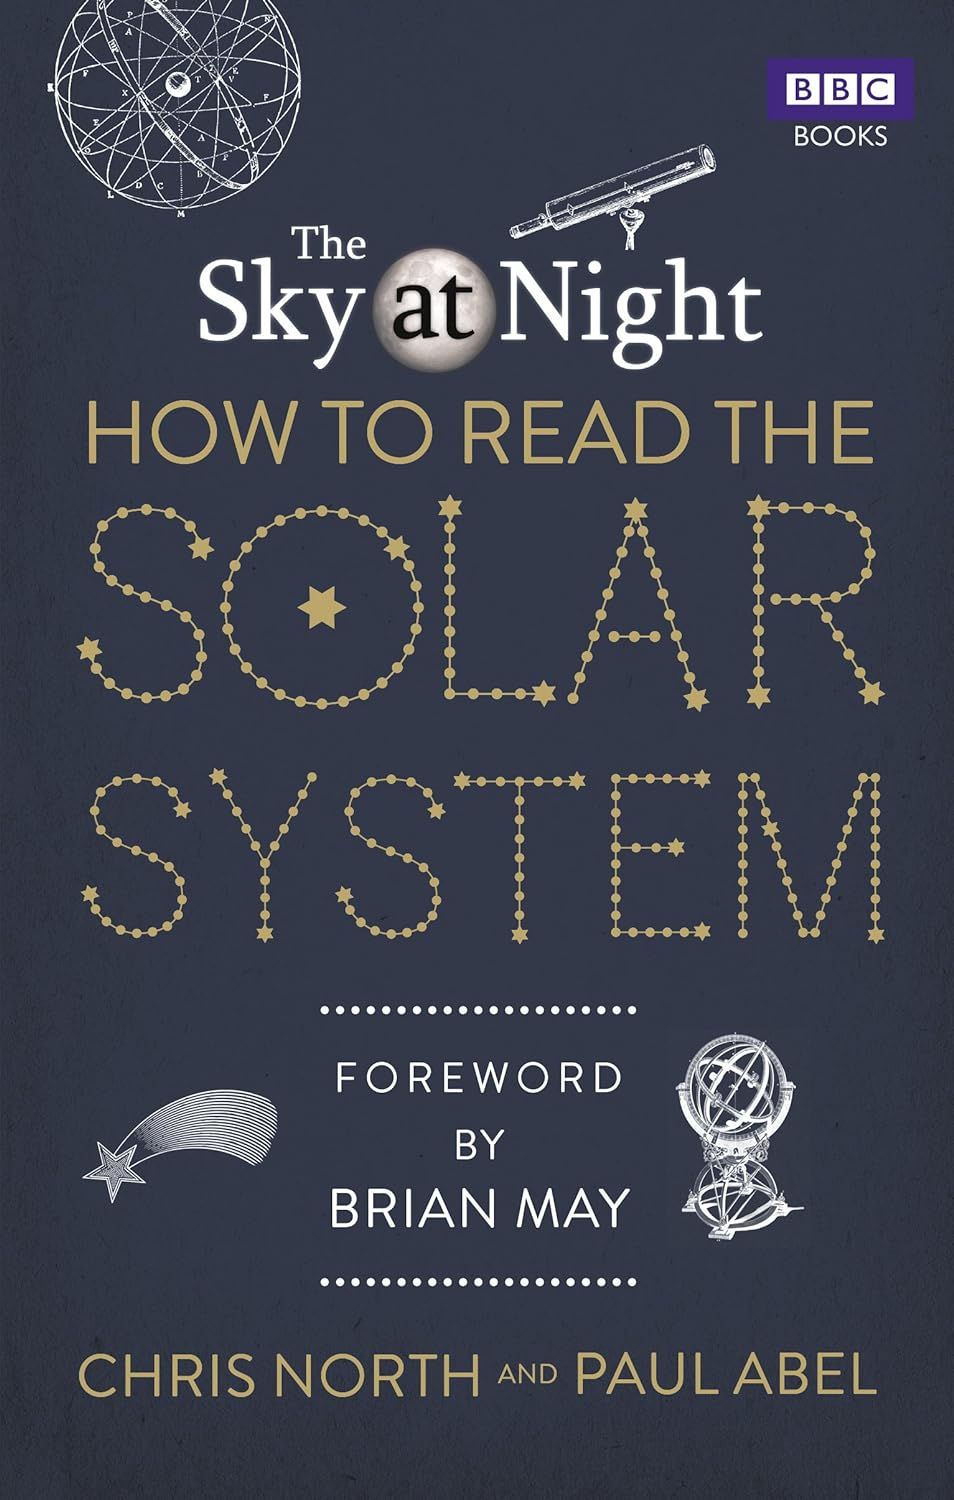 BBC
BOOKS
The
Sky at Night
HOW TO READ THE
SOLAR
SYSTEM
FOREWORD
BY
BRIAN MAY
CHRIS NORTH AND PAUL ABEL